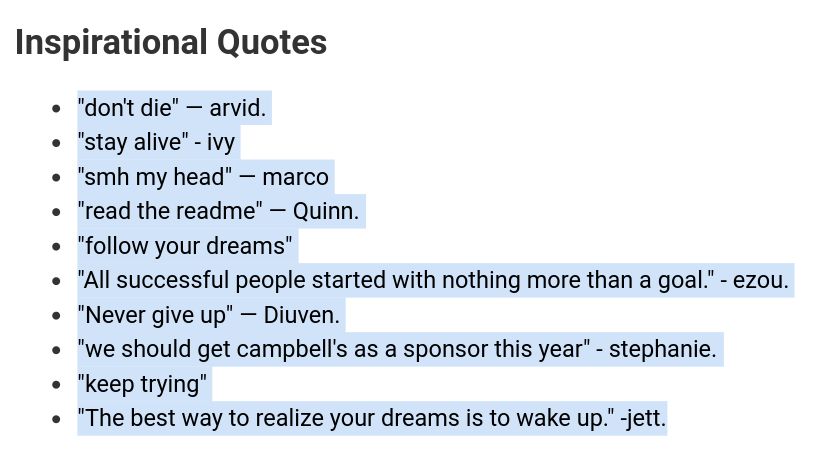 Inspirational Quotes
"don't die" — arvid.
"stay alive" - ivy
"smh my head" — marco
"read the readme" — Quinn.
"follow your dreams"
"All successful people started with nothing more than a goal." - ezou.
"Never give up" — Diuven.
"we should get campbell's as a sponsor this year" - stephanie.
"keep trying"
"The best way to realize your dreams is to wake up." -jett.